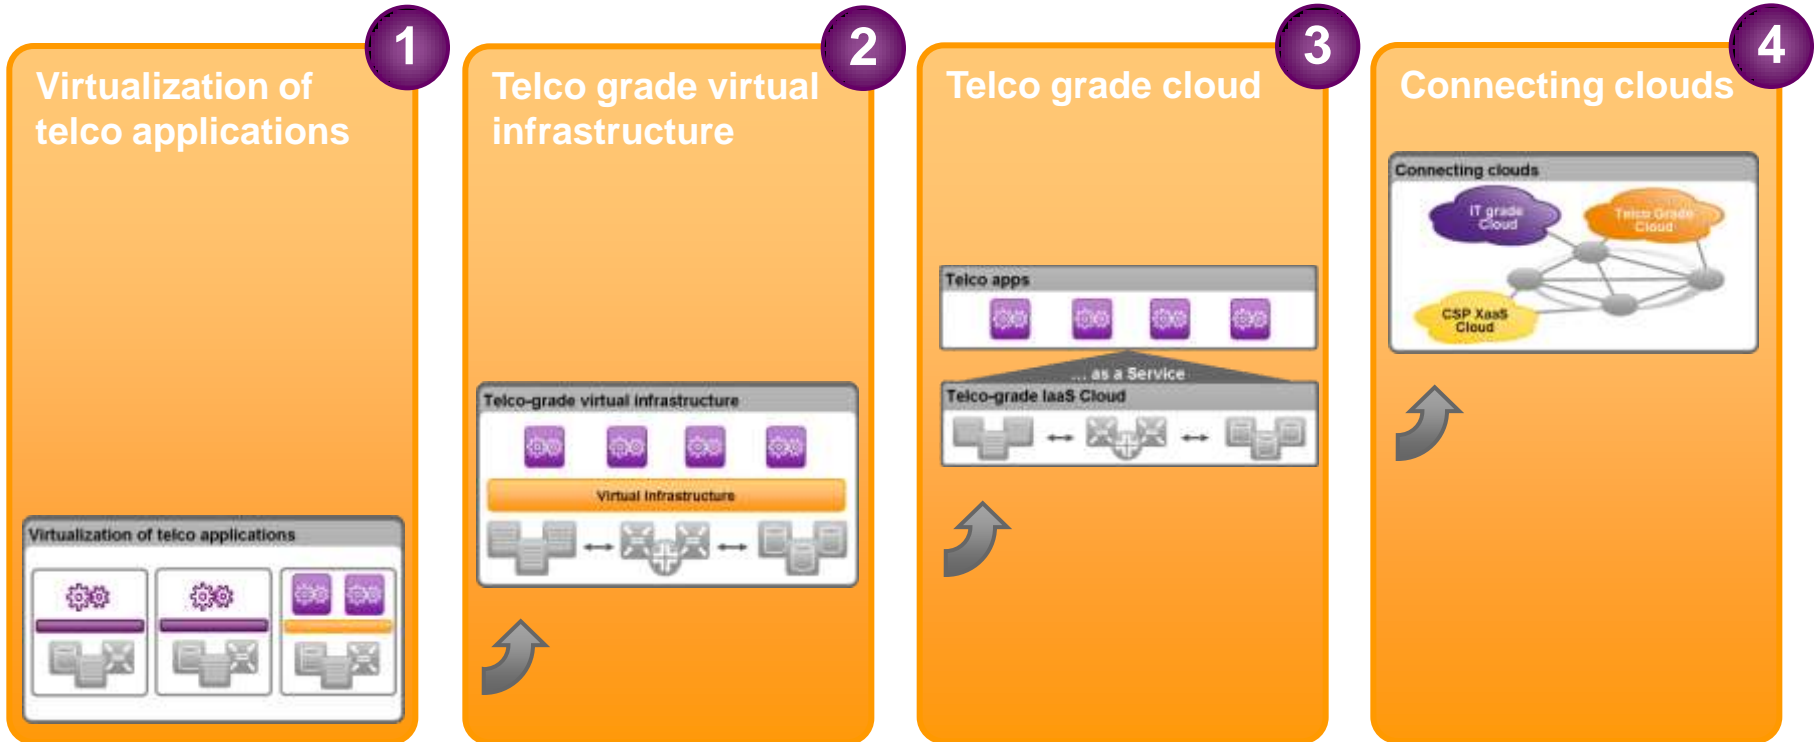 1
Virtualization of
telco applications
Virtualization of telco applications
2
Telco grade virtual
infrastructure
Telco-grade virtual infrastructure
Virtual Infrastructure
3
Telco grade cloud
Telco apps
... as a Service
Telco-grade IaaS Cloud
4
Connecting clouds
Connecting clouds
IT grade
Cloud
Telco Grade
Cloud
CSP XaaS
Cloud